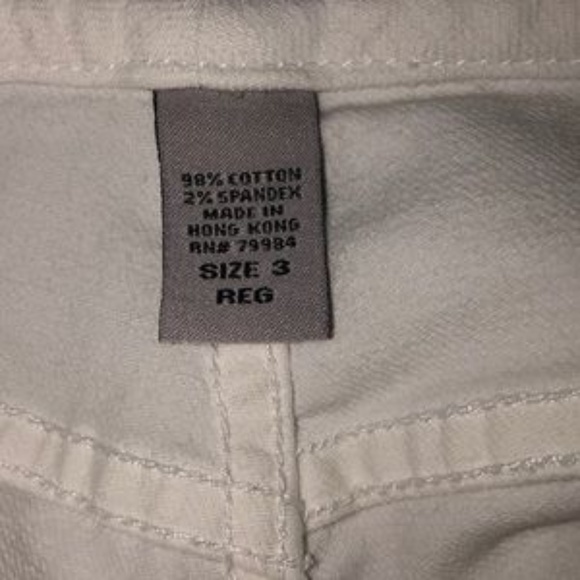 98% COTTON
2% SPANDEX
MADE IN
HONG KONG
RN# 79984
SIZE 3
REG